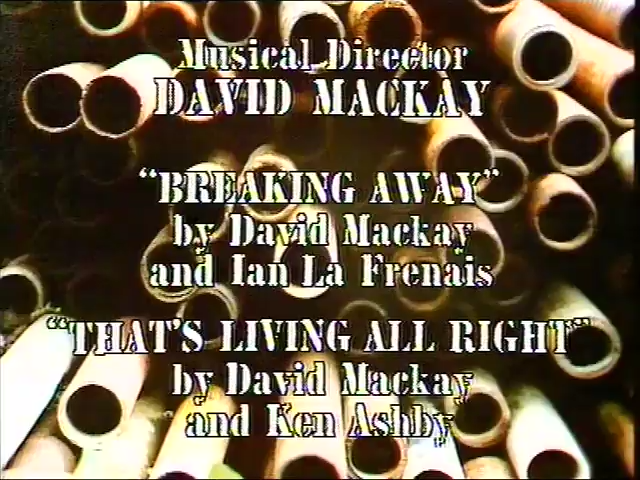 Musical Director
DAVID MACKAY
"BREAKING AWAY"
by David Mackay
and Ian La Frenais
"THAT'S LIVING ALL RIGHT"
by David Mackay
and Ken Ashby